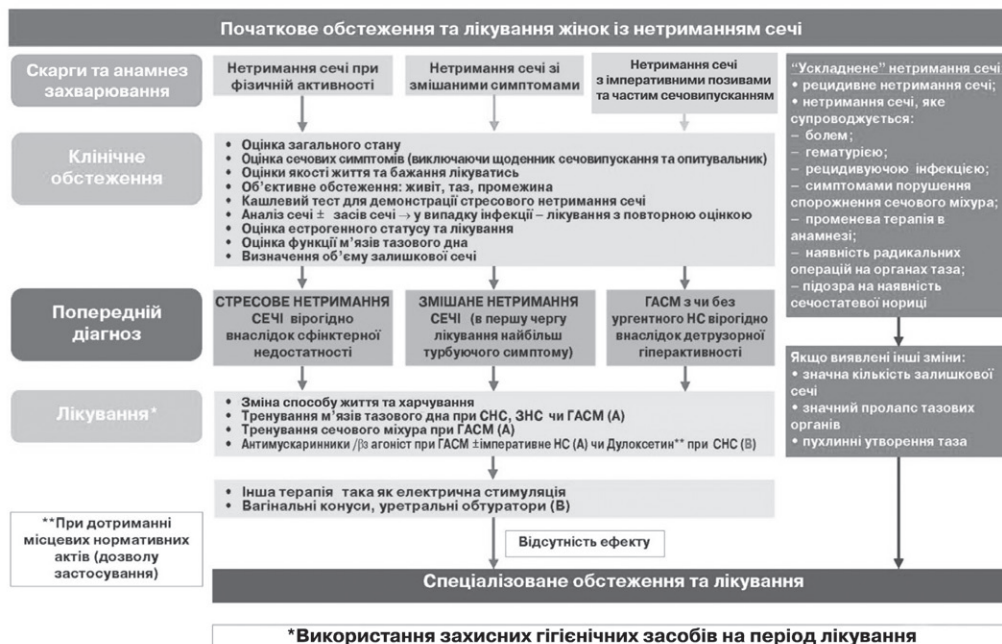 Початкове обстеження та лікування жінок із нетриманням сечі
Скарги та анамнез
захворювання
Нетримання сечі при
фізичній активності
Нетримання сечі зі
змішаними симптомами
Нетримання сечі
з імперативними позивами
та частим сечовипусканням
"Ускладнене" нетримання сечі
• рецидивне нетримання сечі;
• нетримання сечі, яке
супроводжується:
– болем;
– гематурією;
– рецидивуючою інфекцією;
– симптомами порушення
спорожнення сечового міхура;
– променева терапія в
анамнезі;
– наявність радикальних
операцій на органах таза;
– підозра на наявність
сечостатевої нориці
Клінічне
обстеження
• Оцінка загального стану
• Оцінка сечових симптомів (виключаючи щоденник сечовипускання та опитувальник)
• Оцінки якості життя та бажання лікуватись
• Об'єктивне обстеження: живіт, таз, промежина
• Кашлевий тест для демонстрації стресового нетримання сечі
• Аналіз сечі ± засів сечі → у випадку інфекції – лікування з повторною оцінкою
• Оцінка естрогенного статусу та лікування
• Оцінка функції м'язів тазового дна
• Визначення об'єму залишкової сечі
Попередній
діагноз
СТРЕСОВЕ НЕТРИМАННЯ
СЕЧІ вірогідно
внаслідок сфінктерної
недостатності
ЗМІШАНЕ НЕТРИМАННЯ
СЕЧІ (в першу чергу
лікування найбільш
турбуючого симптому)
ГАСМ з чи без
ургентного НС вірогідно
внаслідок детрузорної
гіперактивності
Якщо виявлені інші зміни:
• значна кількість залишкової
сечі
• значний пролапс тазових
органів
• пухлинні утворення таза
Лікування*
• Зміна способу життя та харчування
• Тренування м'язів тазового дна при СНС, ЗНС чи ГАСМ (А)
• Тренування сечового міхура при ГАСМ (А)
• Антимускаринники /β₃ агоніст при ГАСМ ±імперативне НС (А) чи Дулоксетин** при СНС (В)
• Інша терапія така як електрична стимуляція
• Вагінальні конуси, уретральні обтуратори (В)
**При дотриманні
місцевих нормативних
актів (дозволу
застосування)
Відсутність ефекту
Спеціалізоване обстеження та лікування
*Використання захисних гігієнічних засобів на період лікування